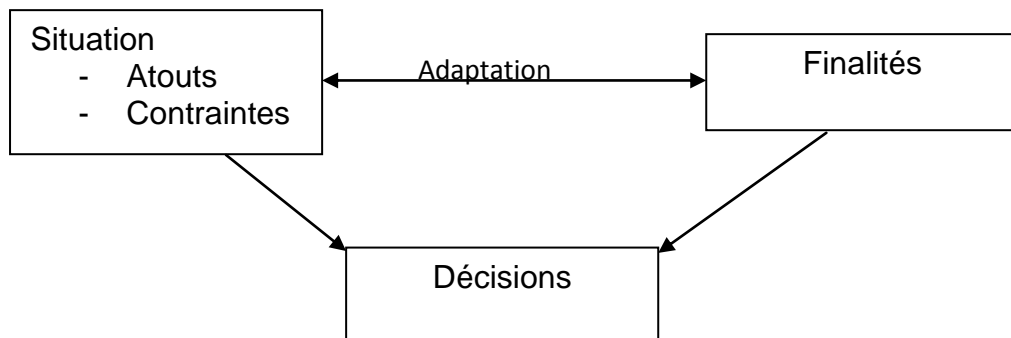 Situation
- Atouts
- Contraintes
Adaptation
Finalités
Décisions